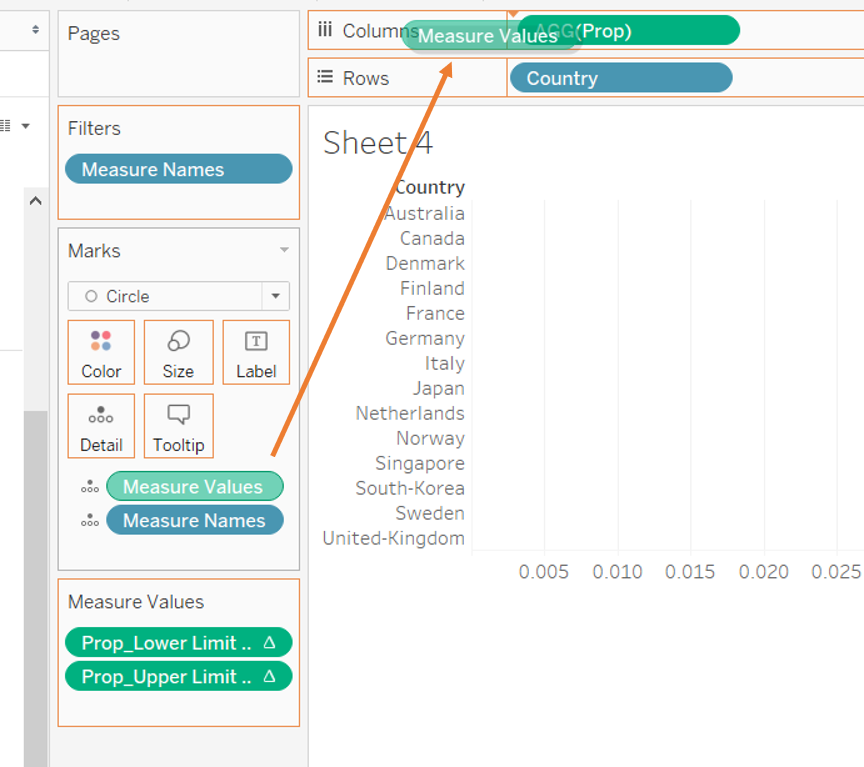 Pages
Columns
Measure Values
AGG(Prop)
Rows
Country
Filters
Measure Names
Sheet 4
Country
Australia
Canada
Denmark
Finland
France
Germany
Italy
Japan
Netherlands
Norway
Singapore
South-Korea
Sweden
United-Kingdom
0.005 0.010 0.015 0.020 0.025
Marks
Circle
Color Size Label
Detail Tooltip
Measure Values
Measure Names
Measure Values
Prop_Lower Limit .. Δ
Prop_Upper Limit .. Δ